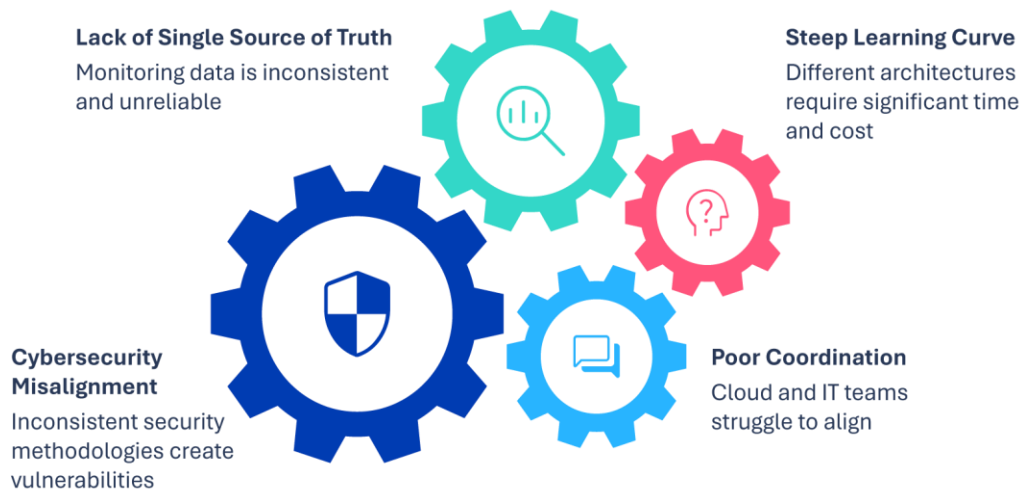 Lack of Single Source of Truth
Monitoring data is inconsistent
and unreliable
Steep Learning Curve
Different architectures
require significant time
and cost
Cybersecurity
Misalignment
Inconsistent security
methodologies create
vulnerabilities
Poor Coordination
Cloud and IT teams
struggle to align
?